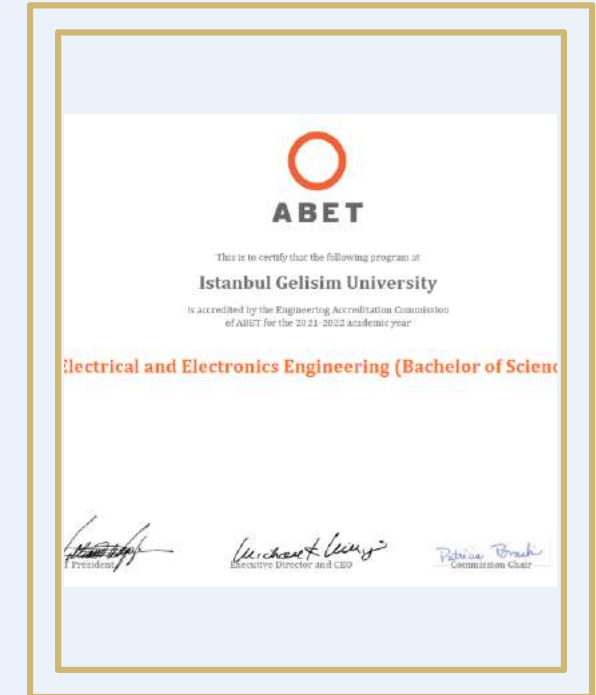 ABET
This is to certify that the following program at
Istanbul Gelisim University
is accredited by the Engineering Accreditation Commission
of ABET for the 2021-2022 academic year
Electrical and Electronics Engineering (Bachelor of Scienc
President
Executive Director and CEO
Commission Chair